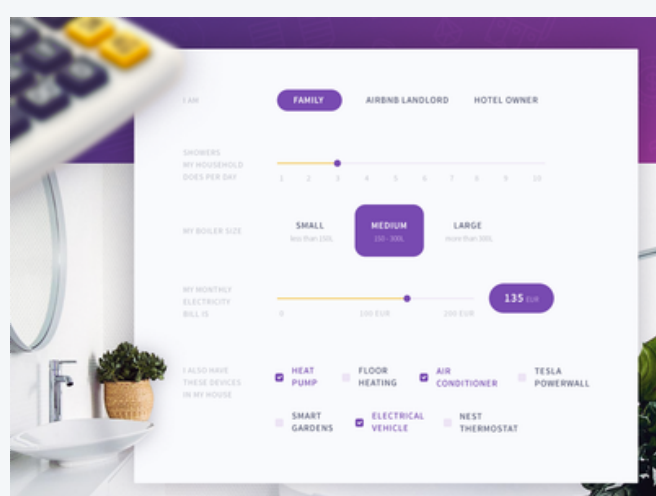 I AM
FAMILY
AIRBNB LANDLORD
HOTEL OWNER
SHOWERS
MY HOUSEHOLD
DOES PER DAY
1 2 3 4 5 6 7 8 9 10
MY BOILER SIZE
SMALL
less than 150L
MEDIUM
150 - 300L
LARGE
more than 300L
MY MONTHLY
ELECTRICITY
BILL IS
0
100 EUR
200 EUR
135 EUR
I ALSO HAVE
THESE DEVICES
IN MY HOUSE
HEAT
PUMP
FLOOR
HEATING
AIR
CONDITIONER
TESLA
POWERWALL
SMART
GARDENS
ELECTRICAL
VEHICLE
NEST
THERMOSTAT